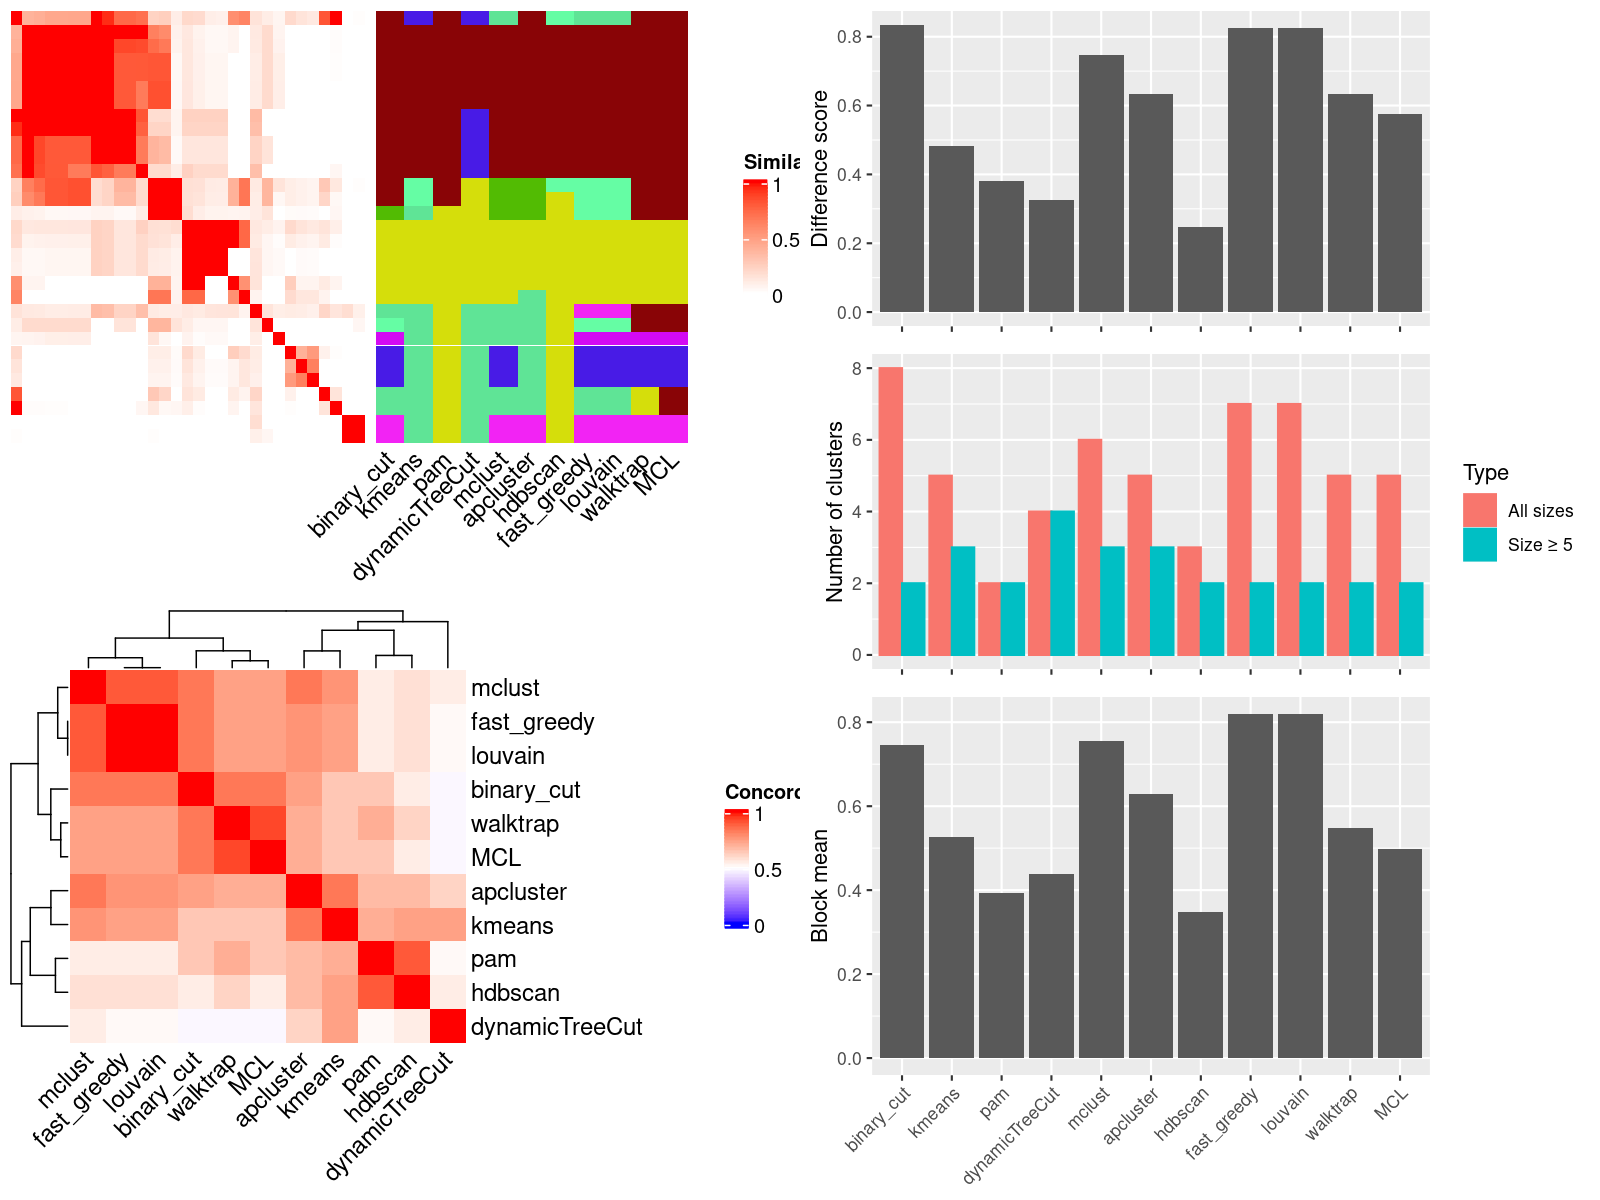 Simila
1
0.5
0
binary_cut
kmeans
pam
dynamicTreeCut
mclust
apcluster
hdbscan
fast_greedy
louvain
walktrap
MCL
mclust
fast_greedy
louvain
binary_cut
walktrap
MCL
apcluster
kmeans
pam
hdbscan
dynamicTreeCut
mclust
fast_greedy
louvain
binary_cut
walktrap
MCL
apcluster
kmeans
pam
hdbscan
dynamicTreeCut
Concord
1
0.5
0
Difference score
0.8
0.6
0.4
0.2
0.0
Number of clusters
8
6
4
2
0
Type
All sizes
Size ≥ 5
Block mean
0.8
0.6
0.4
0.2
0.0
binary_cut
kmeans
pam
dynamicTreeCut
mclust
apcluster
hdbscan
fast_greedy
louvain
walktrap
MCL